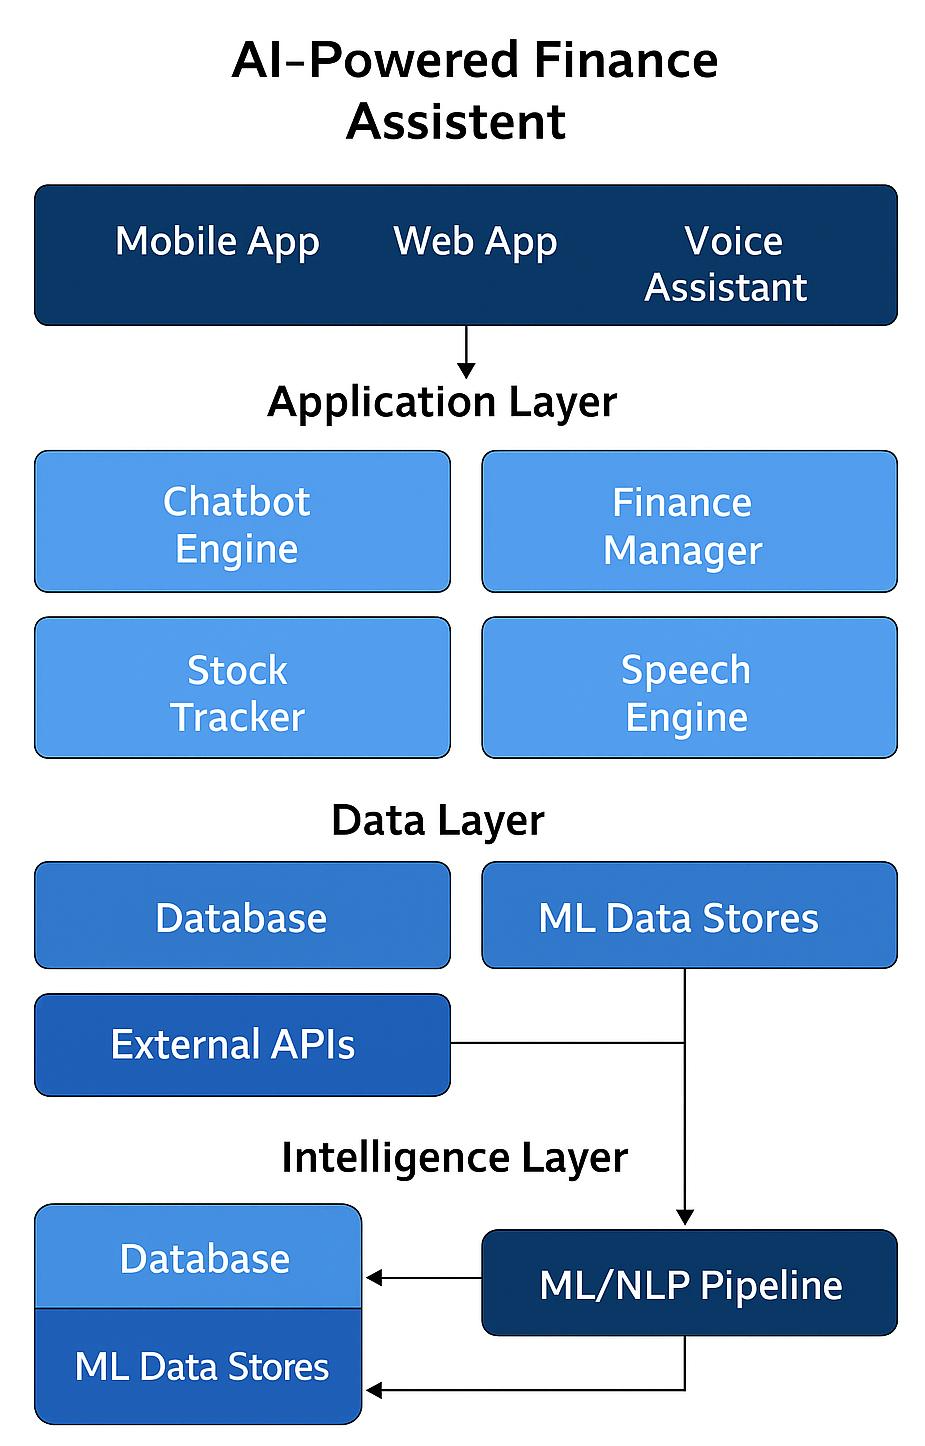 AI-Powered Finance
Assistent
Mobile App
Web App
Voice
Assistant
Application Layer
Chatbot
Engine
Finance
Manager
Stock
Tracker
Speech
Engine
Data Layer
Database
ML Data Stores
External APIs
Intelligence Layer
Database
ML/NLP Pipeline
ML Data Stores